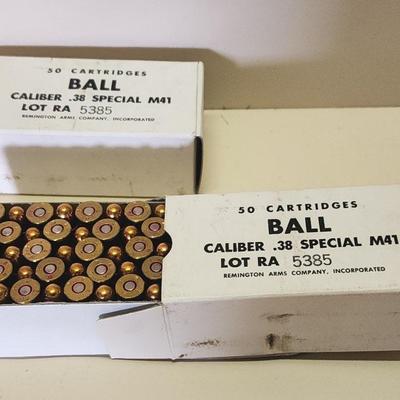 50 CARTRIDGES
BALL
CALIBER .38 SPECIAL M41
LOT RA 5385
REMINGTON ARMS COMPANY, INCORPORATED
50 CARTRIDGES
BALL
CALIBER .38 SPECIAL M41
LOT RA 5385
REMINGTON ARMS COMPANY, INCORPORATED